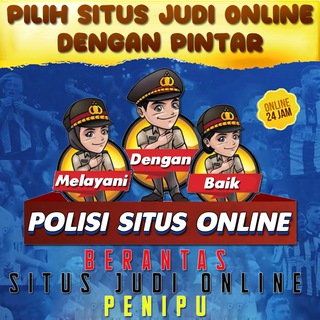 PILIH SITUS JUDI ONLINE
DENGAN PINTAR
ONLINE
24 JAM
Melayani
Dengan
Baik
POLISI SITUS ONLINE
BERANTAS
SITUS JUDI ONLINE
PENIPU